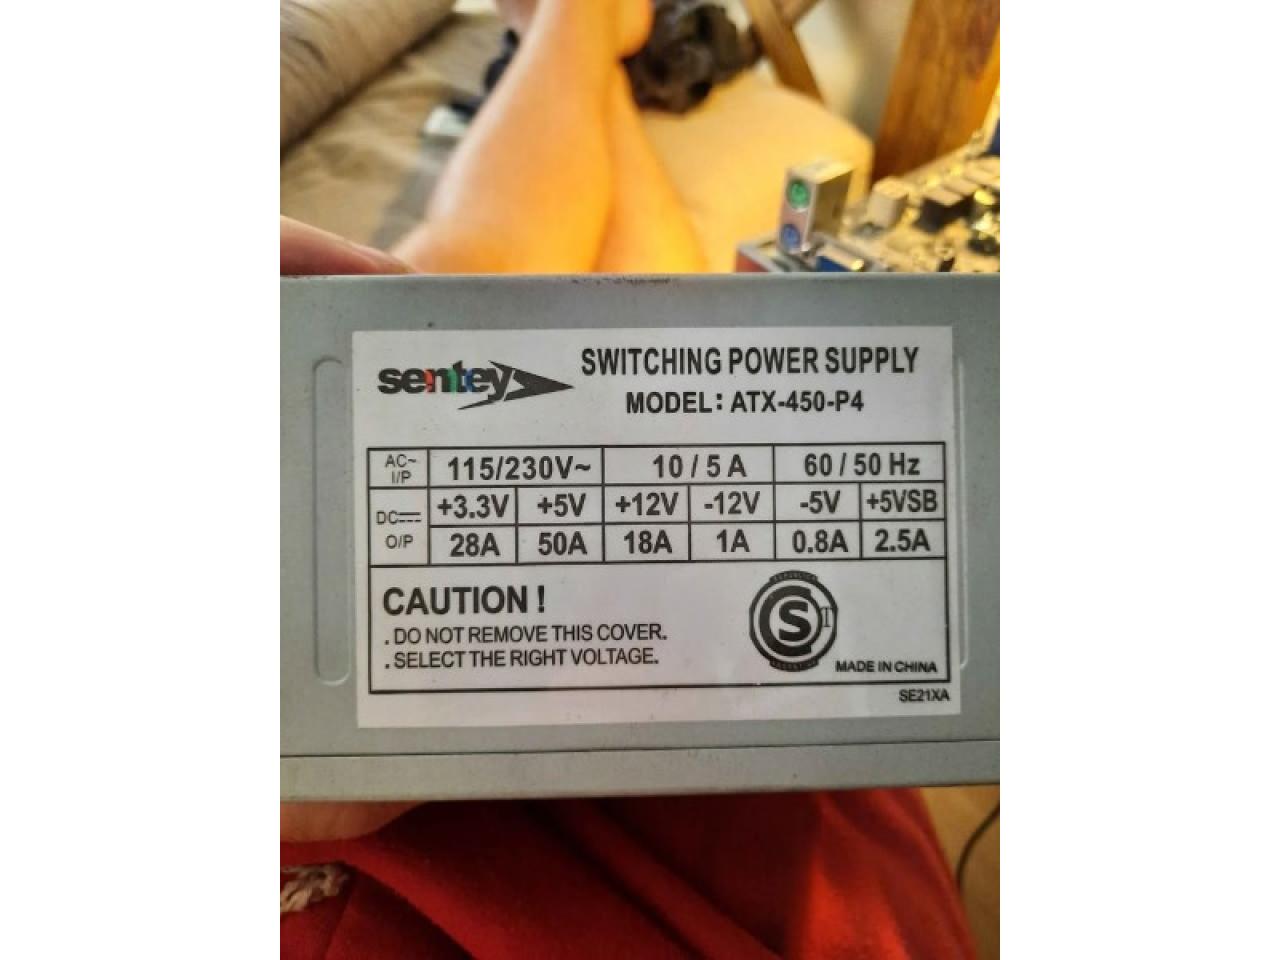 sentey
SWITCHING POWER SUPPLY
MODEL: ATX-450-P4
AC~ I/P 115/230V~ 10 / 5 A 60 / 50 Hz
DC +3.3V +5V +12V -12V -5V +5VSB
O/P 28A 50A 18A 1A 0.8A 2.5A
CAUTION !
. DO NOT REMOVE THIS COVER.
. SELECT THE RIGHT VOLTAGE.
S
MADE IN CHINA
SE21XA